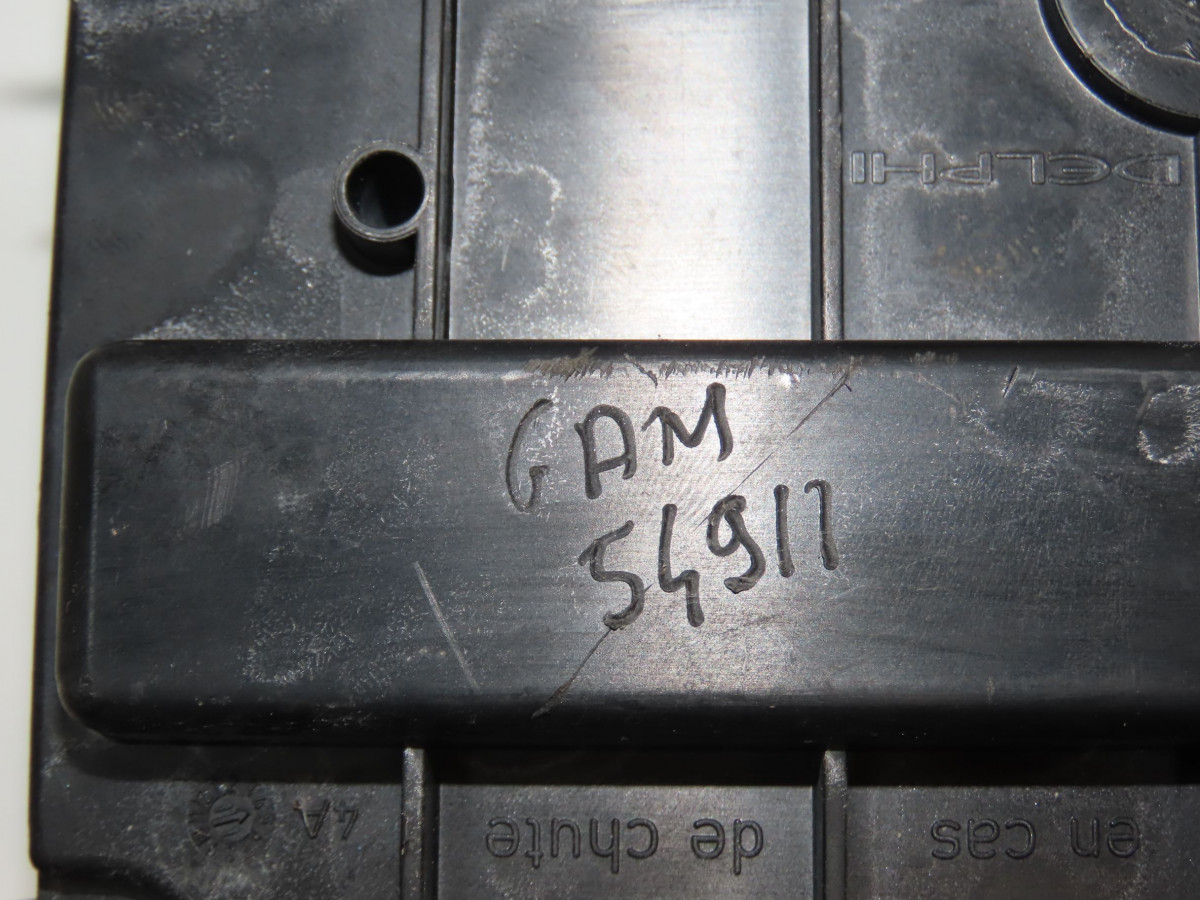 DELPHI
GAM
54911
4A
de chute
en cas